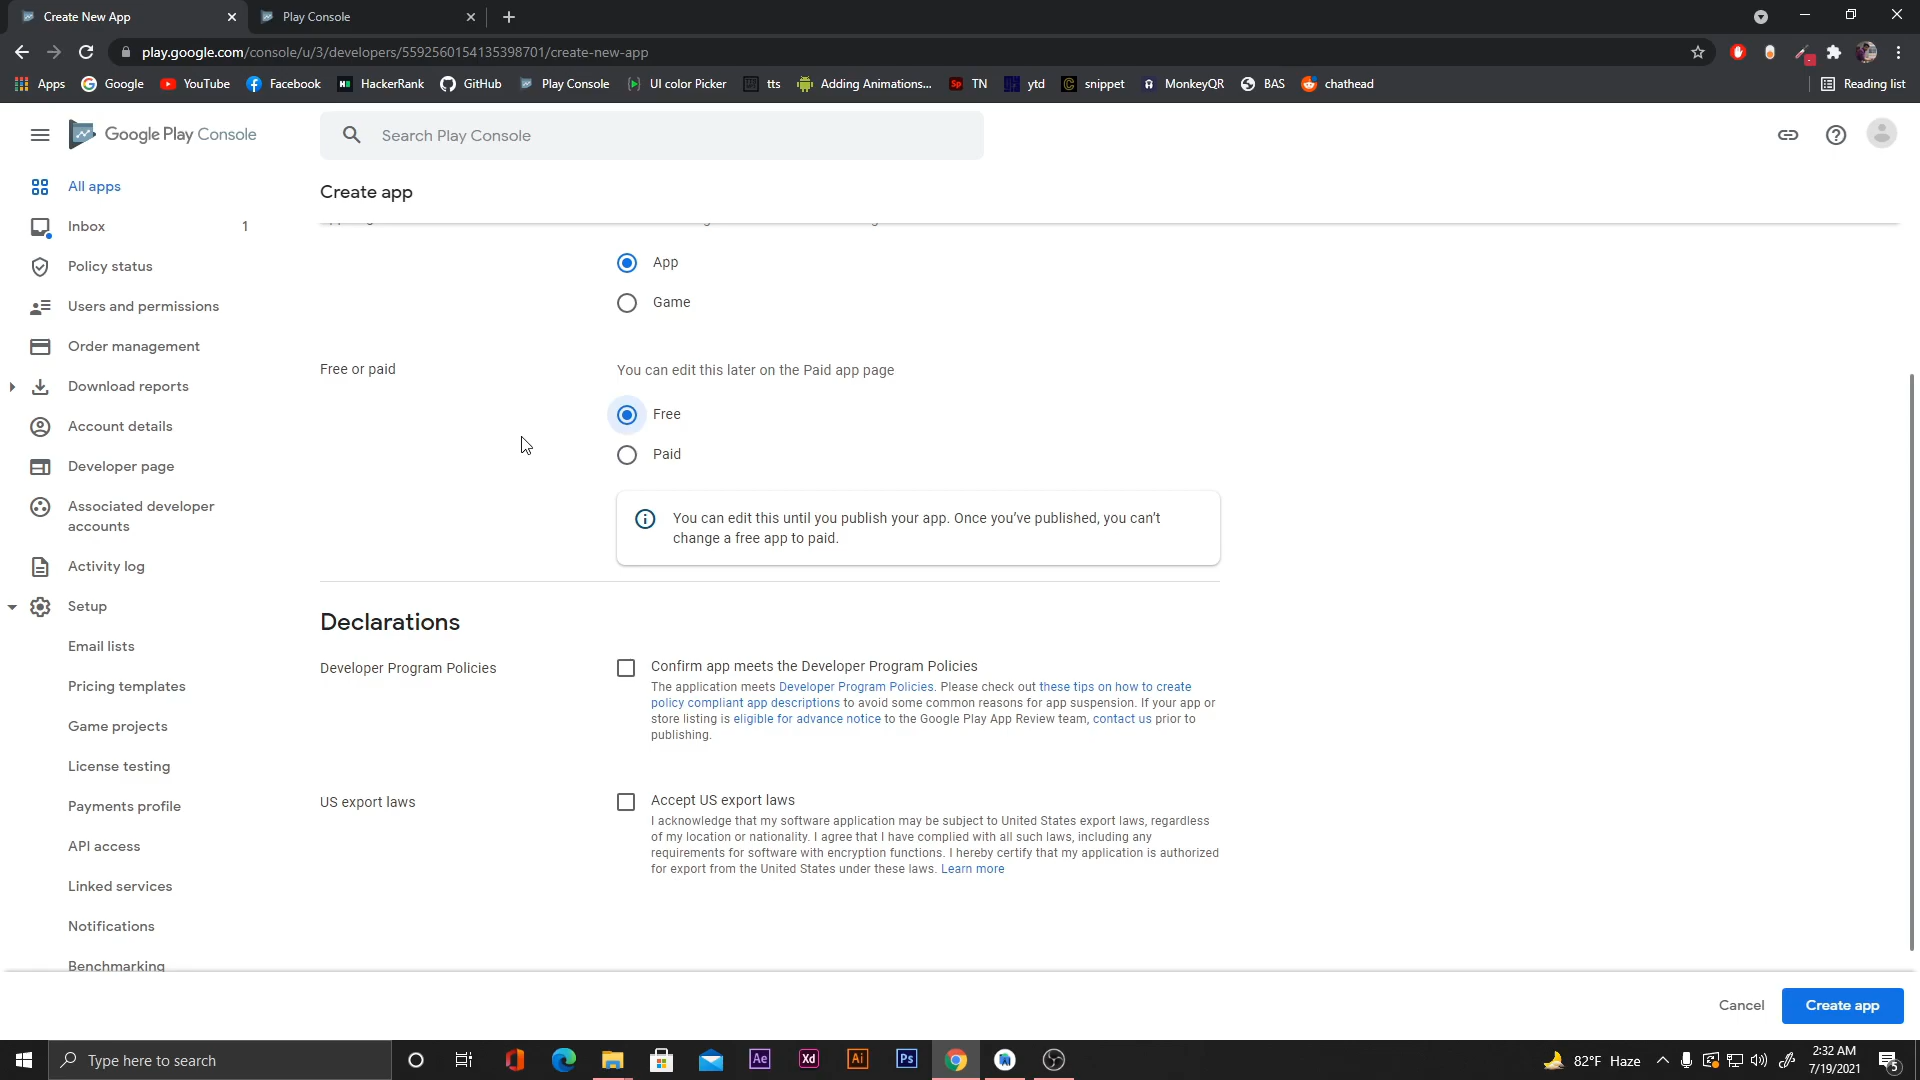 Create New App
Play Console
play.google.com/console/u/3/developers/5592560154135398701/create-new-app
Apps
Google
YouTube
Facebook
HackerRank
GitHub
Play Console
UI color Picker
tts
Adding Animations...
TN
ytd
snippet
MonkeyQR
BAS
chathead
Reading list
Google Play Console
Search Play Console
All apps
Inbox
1
Policy status
Users and permissions
Order management
Download reports
Account details
Developer page
Associated developer
accounts
Activity log
Setup
Email lists
Pricing templates
Game projects
License testing
Payments profile
API access
Linked services
Notifications
Benchmarking
Create app
App
Game
Free or paid
You can edit this later on the Paid app page
Free
Paid
You can edit this until you publish your app. Once you've published, you can't
change a free app to paid.
Declarations
Developer Program Policies
Confirm app meets the Developer Program Policies
The application meets Developer Program Policies. Please check out these tips on how to create
policy compliant app descriptions to avoid some common reasons for app suspension. If your app or
store listing is eligible for advance notice to the Google Play App Review team, contact us prior to
publishing.
US export laws
Accept US export laws
I acknowledge that my software application may be subject to United States export laws, regardless
of my location or nationality. I agree that I have complied with all such laws, including any
requirements for software with encryption functions. I hereby certify that my application is authorized
for export from the United States under these laws. Learn more
Cancel
Create app
Type here to search
Ae
Xd
Ai
Ps
82°F Haze
2:32 AM
7/19/2021
5